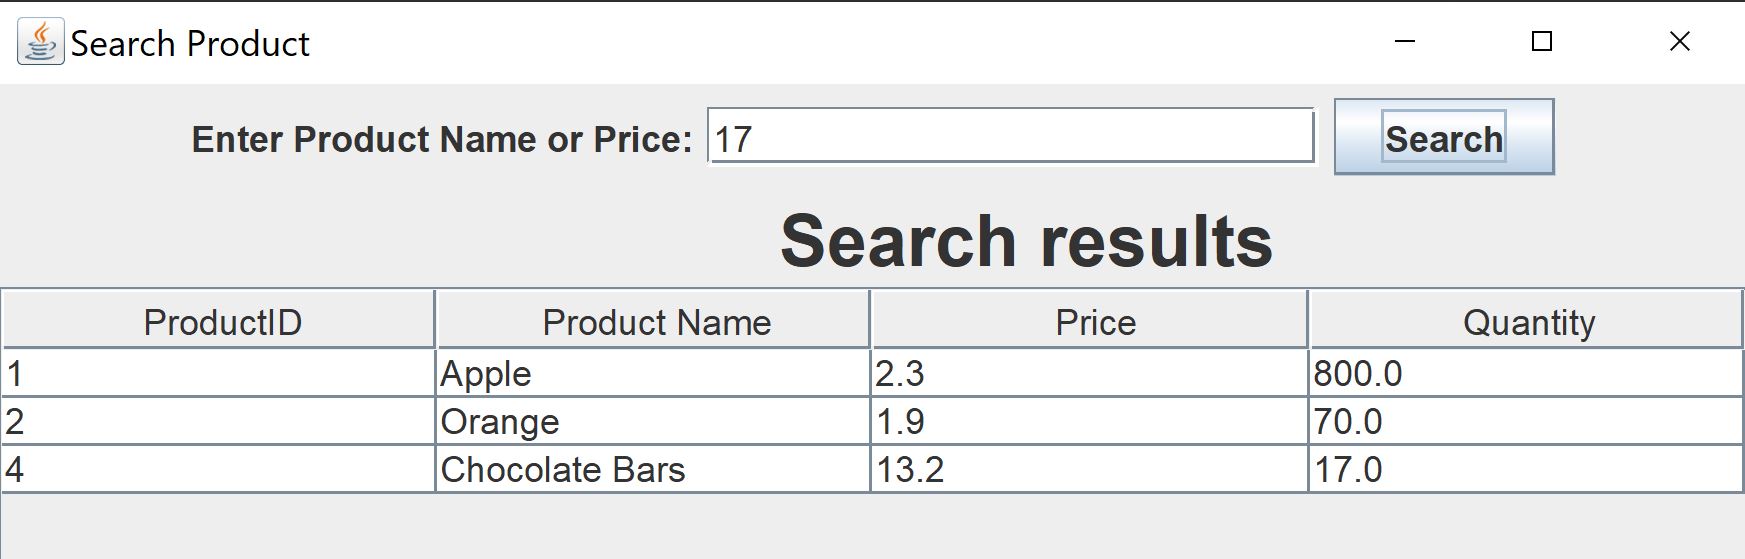 Search Product
Enter Product Name or Price: 17 Search
Search results
ProductID Product Name Price Quantity
1 Apple 2.3 800.0
2 Orange 1.9 70.0
4 Chocolate Bars 13.2 17.0